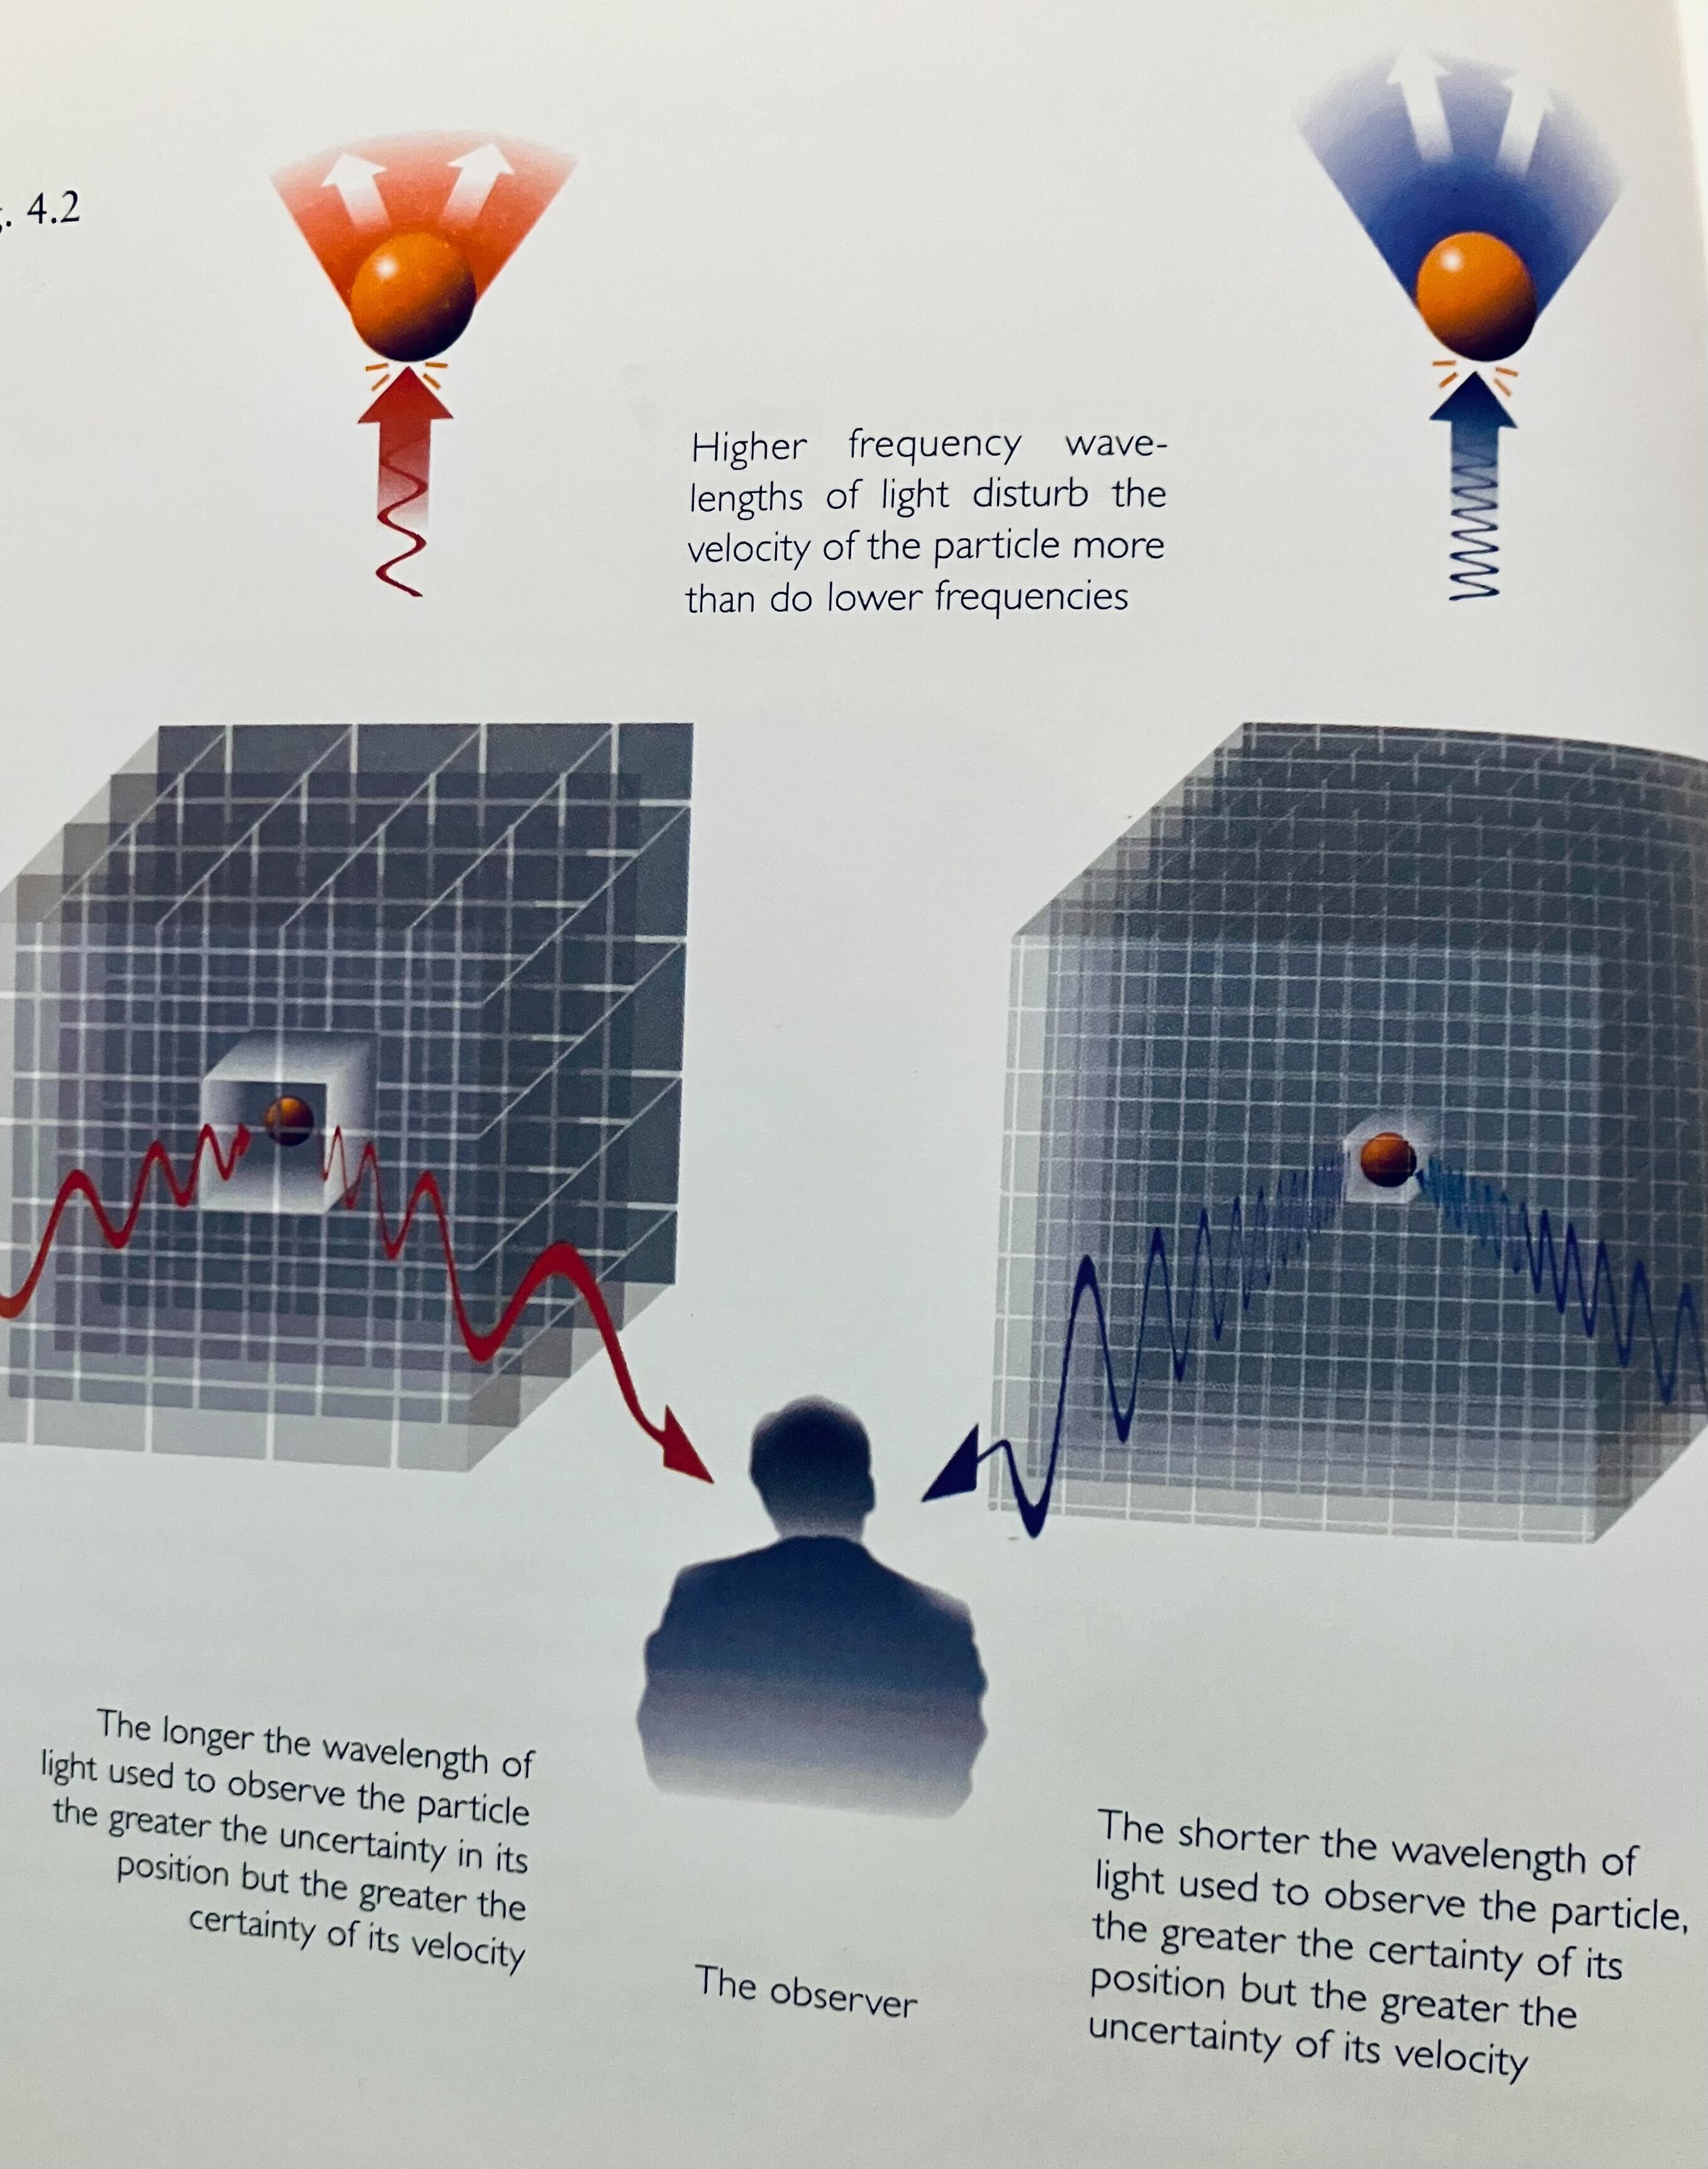 . 4.2
Higher frequency wave-
lengths of light disturb the
velocity of the particle more
than do lower frequencies
The longer the wavelength of
light used to observe the particle
the greater the uncertainty in its
position but the greater the
certainty of its velocity
The observer
The shorter the wavelength of
light used to observe the particle,
the greater the certainty of its
position but the greater the
uncertainty of its velocity